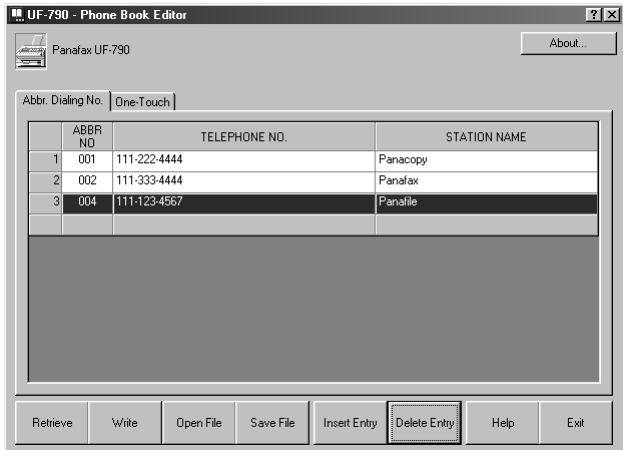 UF-790 - Phone Book Editor
Panafax UF-790
About...
Abbr. Dialing No. One-Touch
ABBR NO TELEPHONE NO. STATION NAME
1 001 111-222-4444 Panacopy
2 002 111-333-4444 Panafax
3 004 111-123-4567 Panafile
Retrieve Write Open File Save File Insert Entry Delete Entry Help Exit